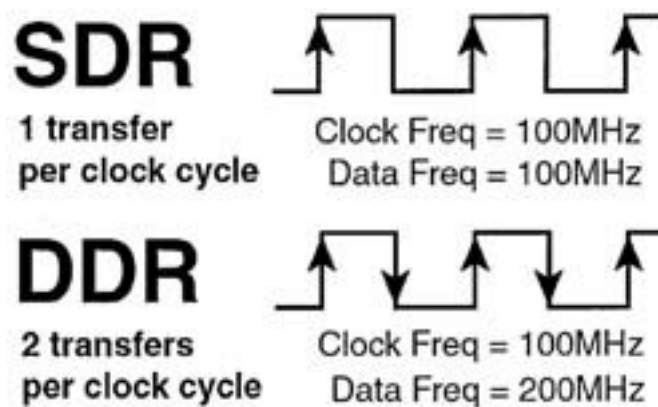 SDR
1 transfer
per clock cycle
Clock Freq = 100MHz
Data Freq = 100MHz
DDR
2 transfers
per clock cycle
Clock Freq = 100MHz
Data Freq = 200MHz